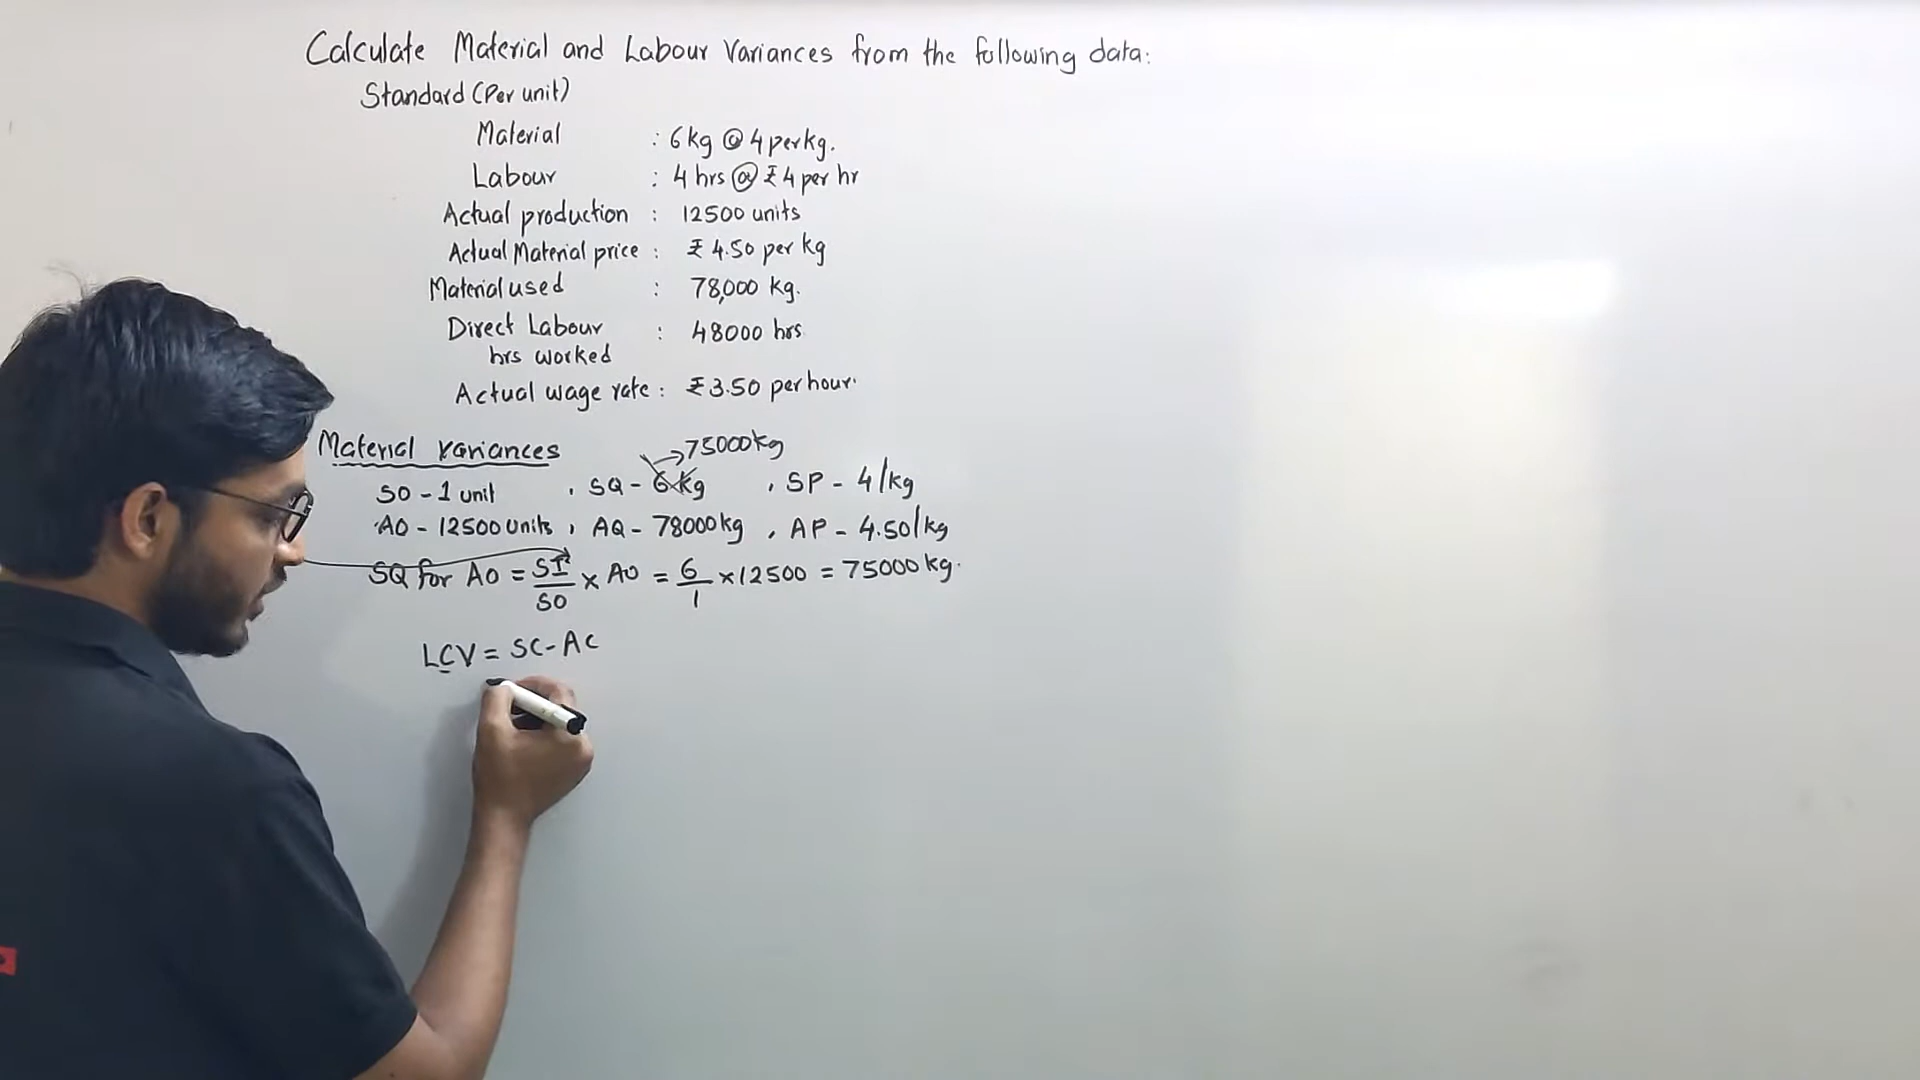 Calculate Material and Labour Variances from the following data:
Standard (Per unit)
Material : 6 kg @ 4 per kg.
Labour : 4 hrs @ ₹ 4 per hr
Actual production : 12500 units
Actual Material price : ₹ 4.50 per kg
Material used : 78,000 kg.
Direct Labour : 48000 hrs
hrs worked
Actual wage rate : ₹ 3.50 per hour.
Material variances → 75000 kg
SO - 1 unit , SQ - 6 kg , SP - 4/kg
AO - 12500 units , AQ - 78000 kg , AP - 4.50/kg
SQ for AO = SI/SO × AO = 6/1 × 12500 = 75000 kg.
LCV = SC - AC